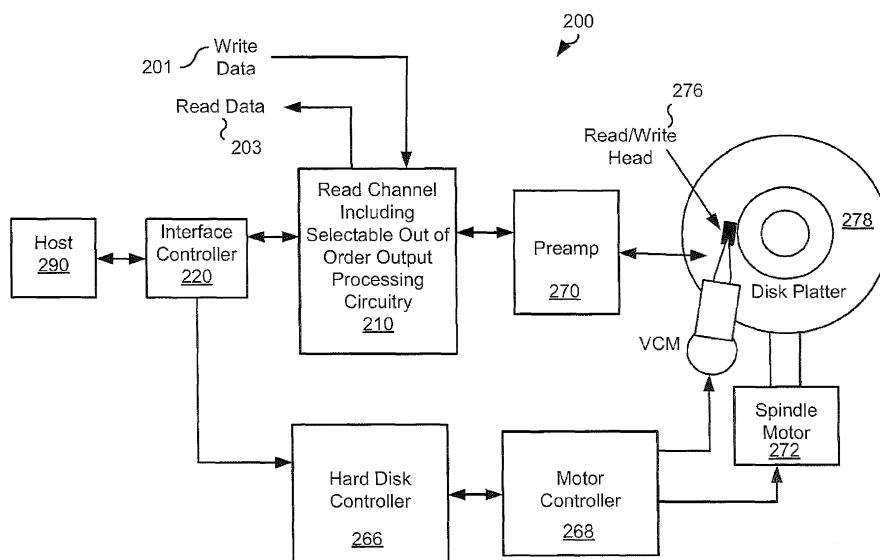 200
201
Write
Data
Read Data
203
276
Read/Write
Head
Read Channel
Including
Selectable Out of
Order Output
Processing
Circuitry
210
Host
290
Interface
Controller
220
Preamp
270
278
Disk Platter
VCM
Spindle
Motor
272
Hard Disk
Controller
266
Motor
Controller
268